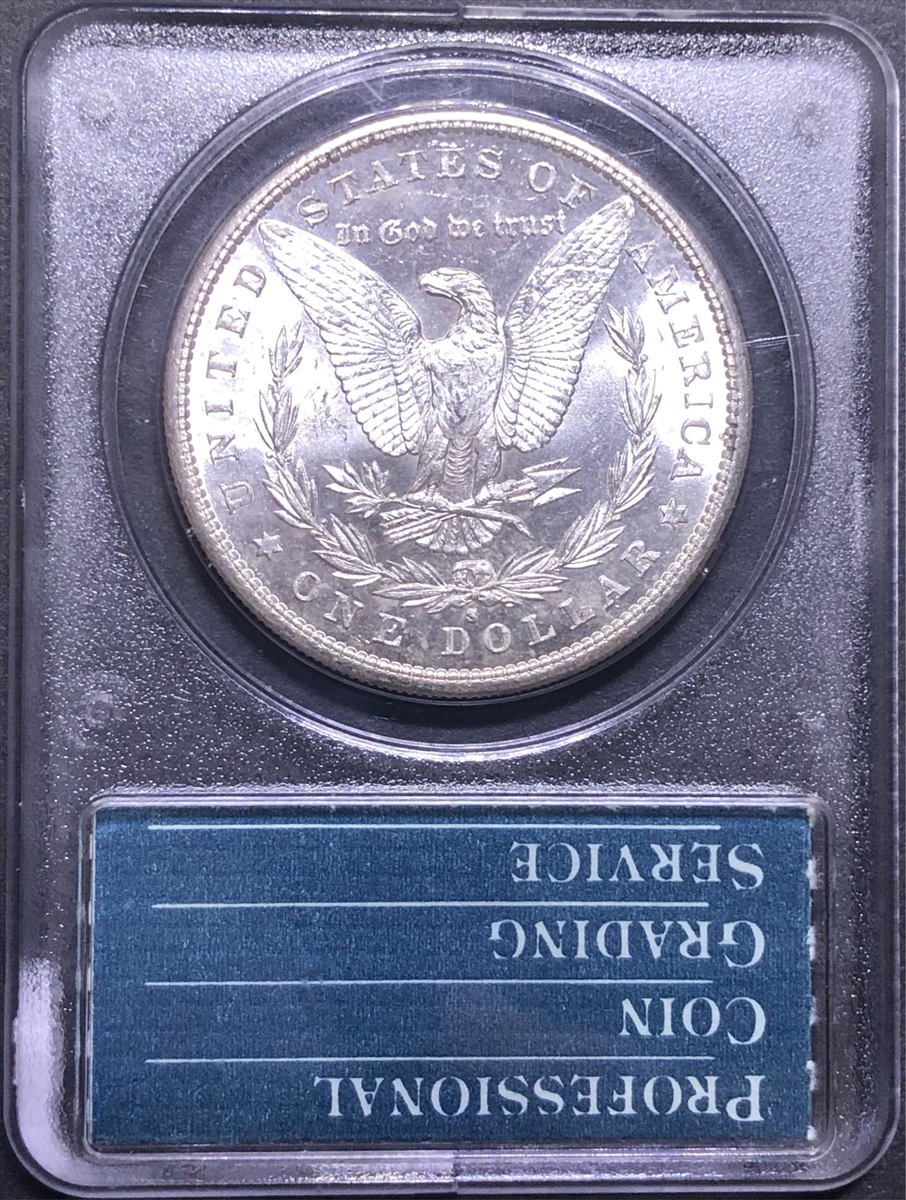 UNITED STATES OF AMERICA
In God we trust
S
ONE DOLLAR
PROFESSIONAL
COIN
GRADING
SERVICE